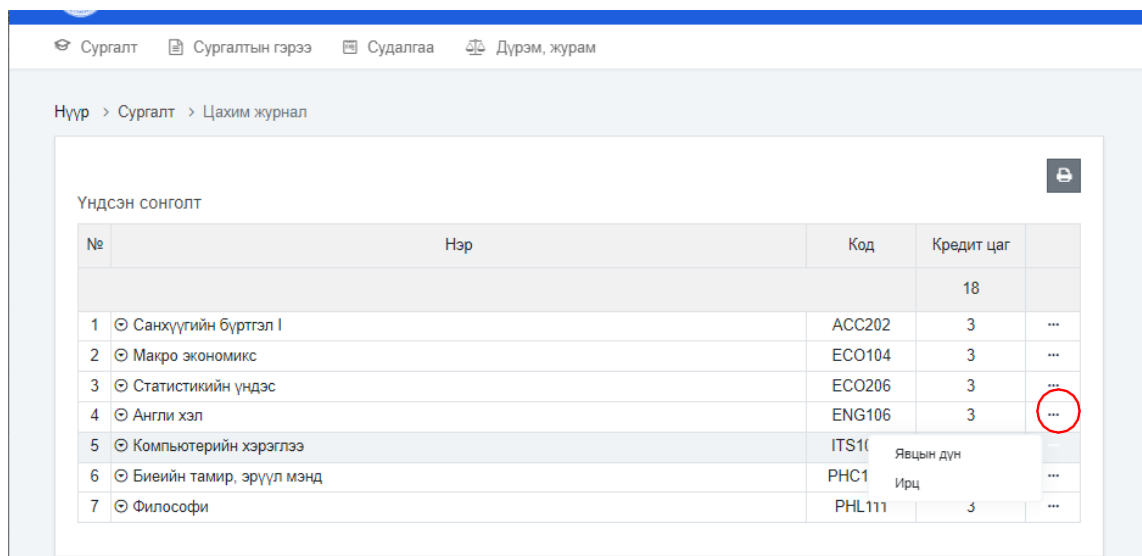 Сургалт Сургалтын гэрээ Судалгаа Дүрэм, журам
Нүүр > Сургалт > Цахим журнал
Үндсэн сонголт
№ Нэр Код Кредит цаг
18
1 Санхүүгийн бүртгэл I ACC202 3 ...
2 Макро экономикс ECO104 3 ...
3 Статистикийн үндэс ECO206 3 ...
4 Англи хэл ENG106 3 ...
5 Компьютерийн хэрэглээ
Явцын дүн
6 Биеийн тамир, эрүүл мэнд ...
Ирц
7 Философи PHL111 3 ...